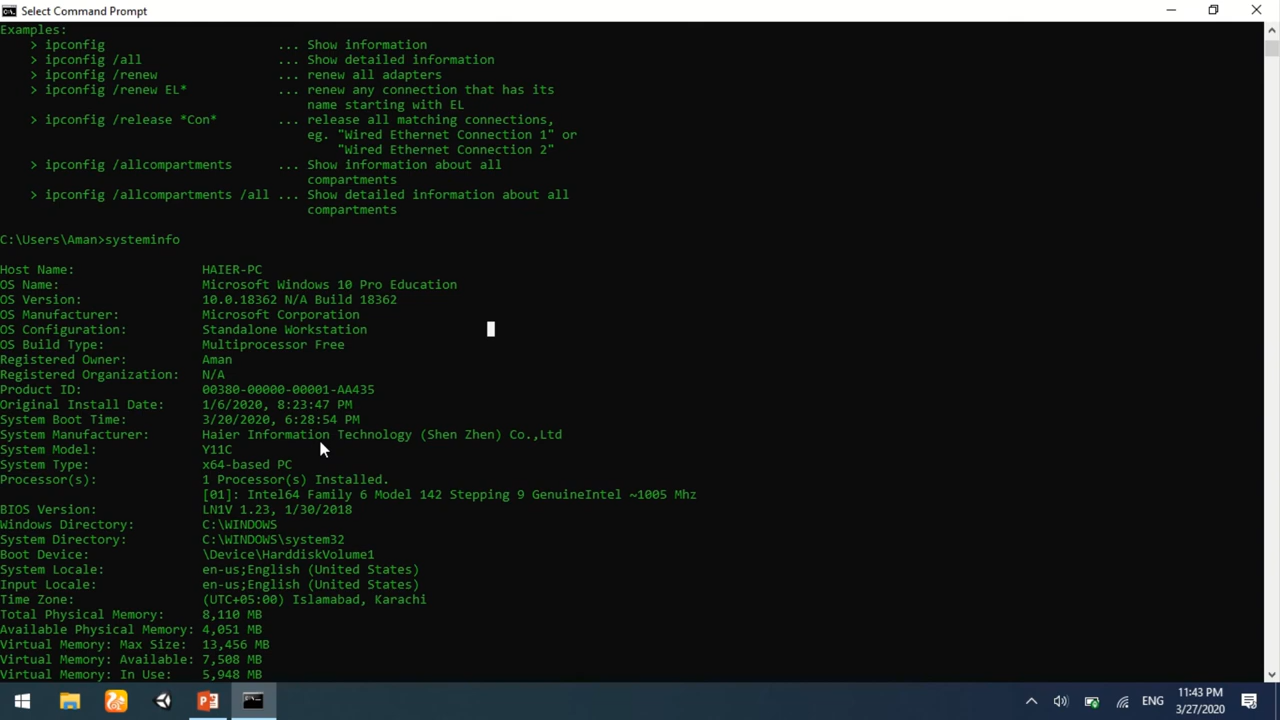 Select Command Prompt
Examples:
> ipconfig ... Show information
> ipconfig /all ... Show detailed information
> ipconfig /renew ... renew all adapters
> ipconfig /renew EL* ... renew any connection that has its
name starting with EL
> ipconfig /release *Con* ... release all matching connections,
eg. "Wired Ethernet Connection 1" or
"Wired Ethernet Connection 2"
> ipconfig /allcompartments ... Show information about all
compartments
> ipconfig /allcompartments /all ... Show detailed information about all
compartments
C:\Users\Aman>systeminfo
Host Name: HAIER-PC
OS Name: Microsoft Windows 10 Pro Education
OS Version: 10.0.18362 N/A Build 18362
OS Manufacturer: Microsoft Corporation
OS Configuration: Standalone Workstation
OS Build Type: Multiprocessor Free
Registered Owner: Aman
Registered Organization: N/A
Product ID: 00380-00000-00001-AA435
Original Install Date: 1/6/2020, 8:23:47 PM
System Boot Time: 3/20/2020, 6:28:54 PM
System Manufacturer: Haier Information Technology (Shen Zhen) Co.,Ltd
System Model: Y11C
System Type: x64-based PC
Processor(s): 1 Processor(s) Installed.
[01]: Intel64 Family 6 Model 142 Stepping 9 GenuineIntel ~1005 Mhz
BIOS Version: LN1V 1.23, 1/30/2018
Windows Directory: C:\WINDOWS
System Directory: C:\WINDOWS\system32
Boot Device: \Device\HarddiskVolume1
System Locale: en-us;English (United States)
Input Locale: en-us;English (United States)
Time Zone: (UTC+05:00) Islamabad, Karachi
Total Physical Memory: 8,110 MB
Available Physical Memory: 4,051 MB
Virtual Memory: Max Size: 13,456 MB
Virtual Memory: Available: 7,508 MB
Virtual Memory: In Use: 5,948 MB
ENG
11:43 PM
3/27/2020